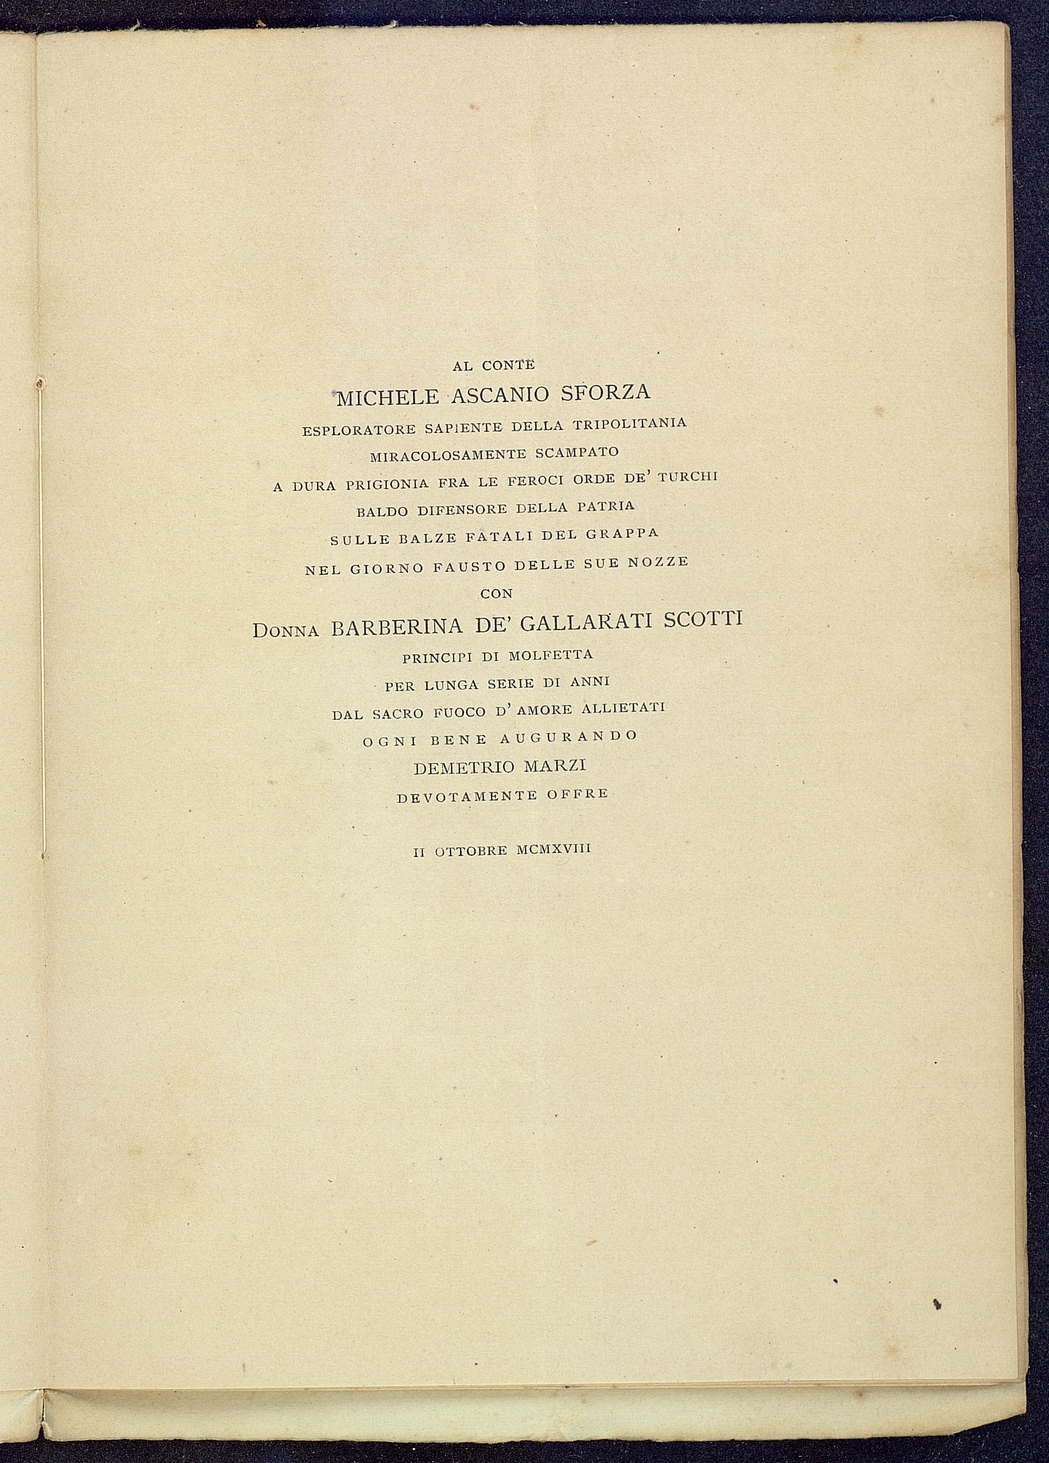 AL CONTE
MICHELE ASCANIO SFORZA
ESPLORATORE SAPIENTE DELLA TRIPOLITANIA
MIRACOLOSAMENTE SCAMPATO
A DURA PRIGIONIA FRA LE FEROCI ORDE DE' TURCHI
BALDO DIFENSORE DELLA PATRIA
SULLE BALZE FATALI DEL GRAPPA
NEL GIORNO FAUSTO DELLE SUE NOZZE
CON
DONNA BARBERINA DE' GALLARATI SCOTTI
PRINCIPI DI MOLFETTA
PER LUNGA SERIE DI ANNI
DAL SACRO FUOCO D' AMORE ALLIETATI
OGNI BENE AUGURANDO
DEMETRIO MARZI
DEVOTAMENTE OFFRE
II OTTOBRE MCMXVIII